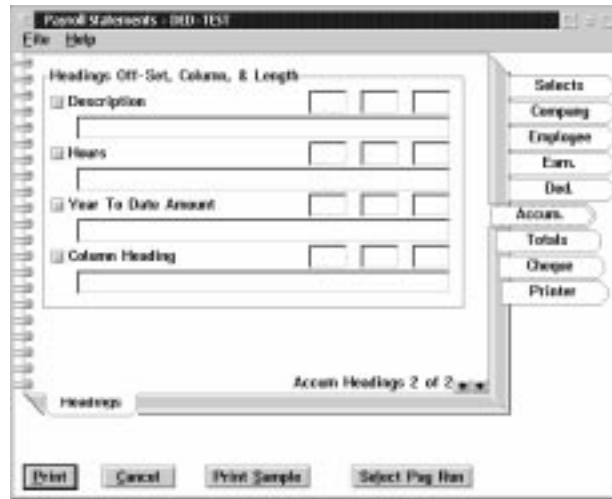 Payroll Statements - DED-TEST
File Help
Headings Off-Set, Column, & Length
Description
Hours
Year To Date Amount
Column Heading
Accum Headings 2 of 2
Headings
Selects
Company
Employee
Earn.
Ded.
Accum.
Totals
Cheque
Printer
Print Cancel Print Sample Select Pay Run